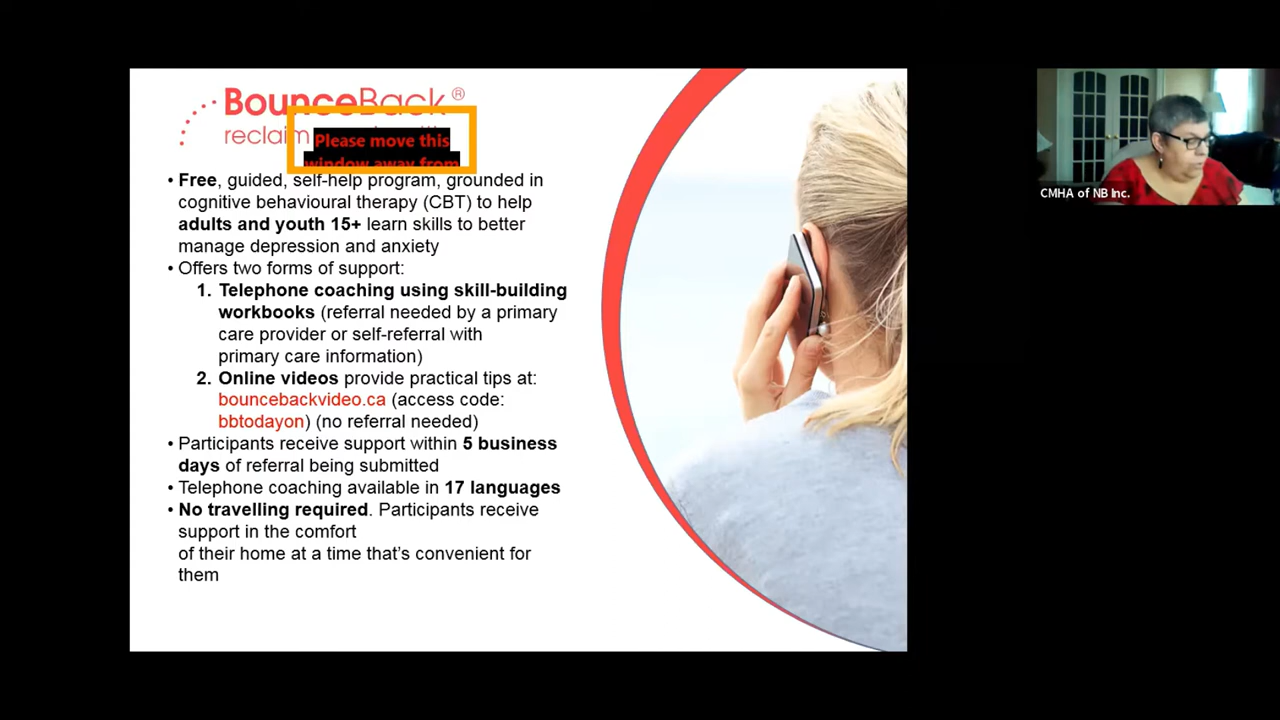 BounceBack®
reclaim
Please move this
window away from
• Free, guided, self-help program, grounded in
cognitive behavioural therapy (CBT) to help
adults and youth 15+ learn skills to better
manage depression and anxiety
• Offers two forms of support:
1. Telephone coaching using skill-building
workbooks (referral needed by a primary
care provider or self-referral with
primary care information)
2. Online videos provide practical tips at:
bouncebackvideo.ca (access code:
bbtodayon) (no referral needed)
• Participants receive support within 5 business
days of referral being submitted
• Telephone coaching available in 17 languages
• No travelling required. Participants receive
support in the comfort
of their home at a time that’s convenient for
them
CMHA of NB Inc.